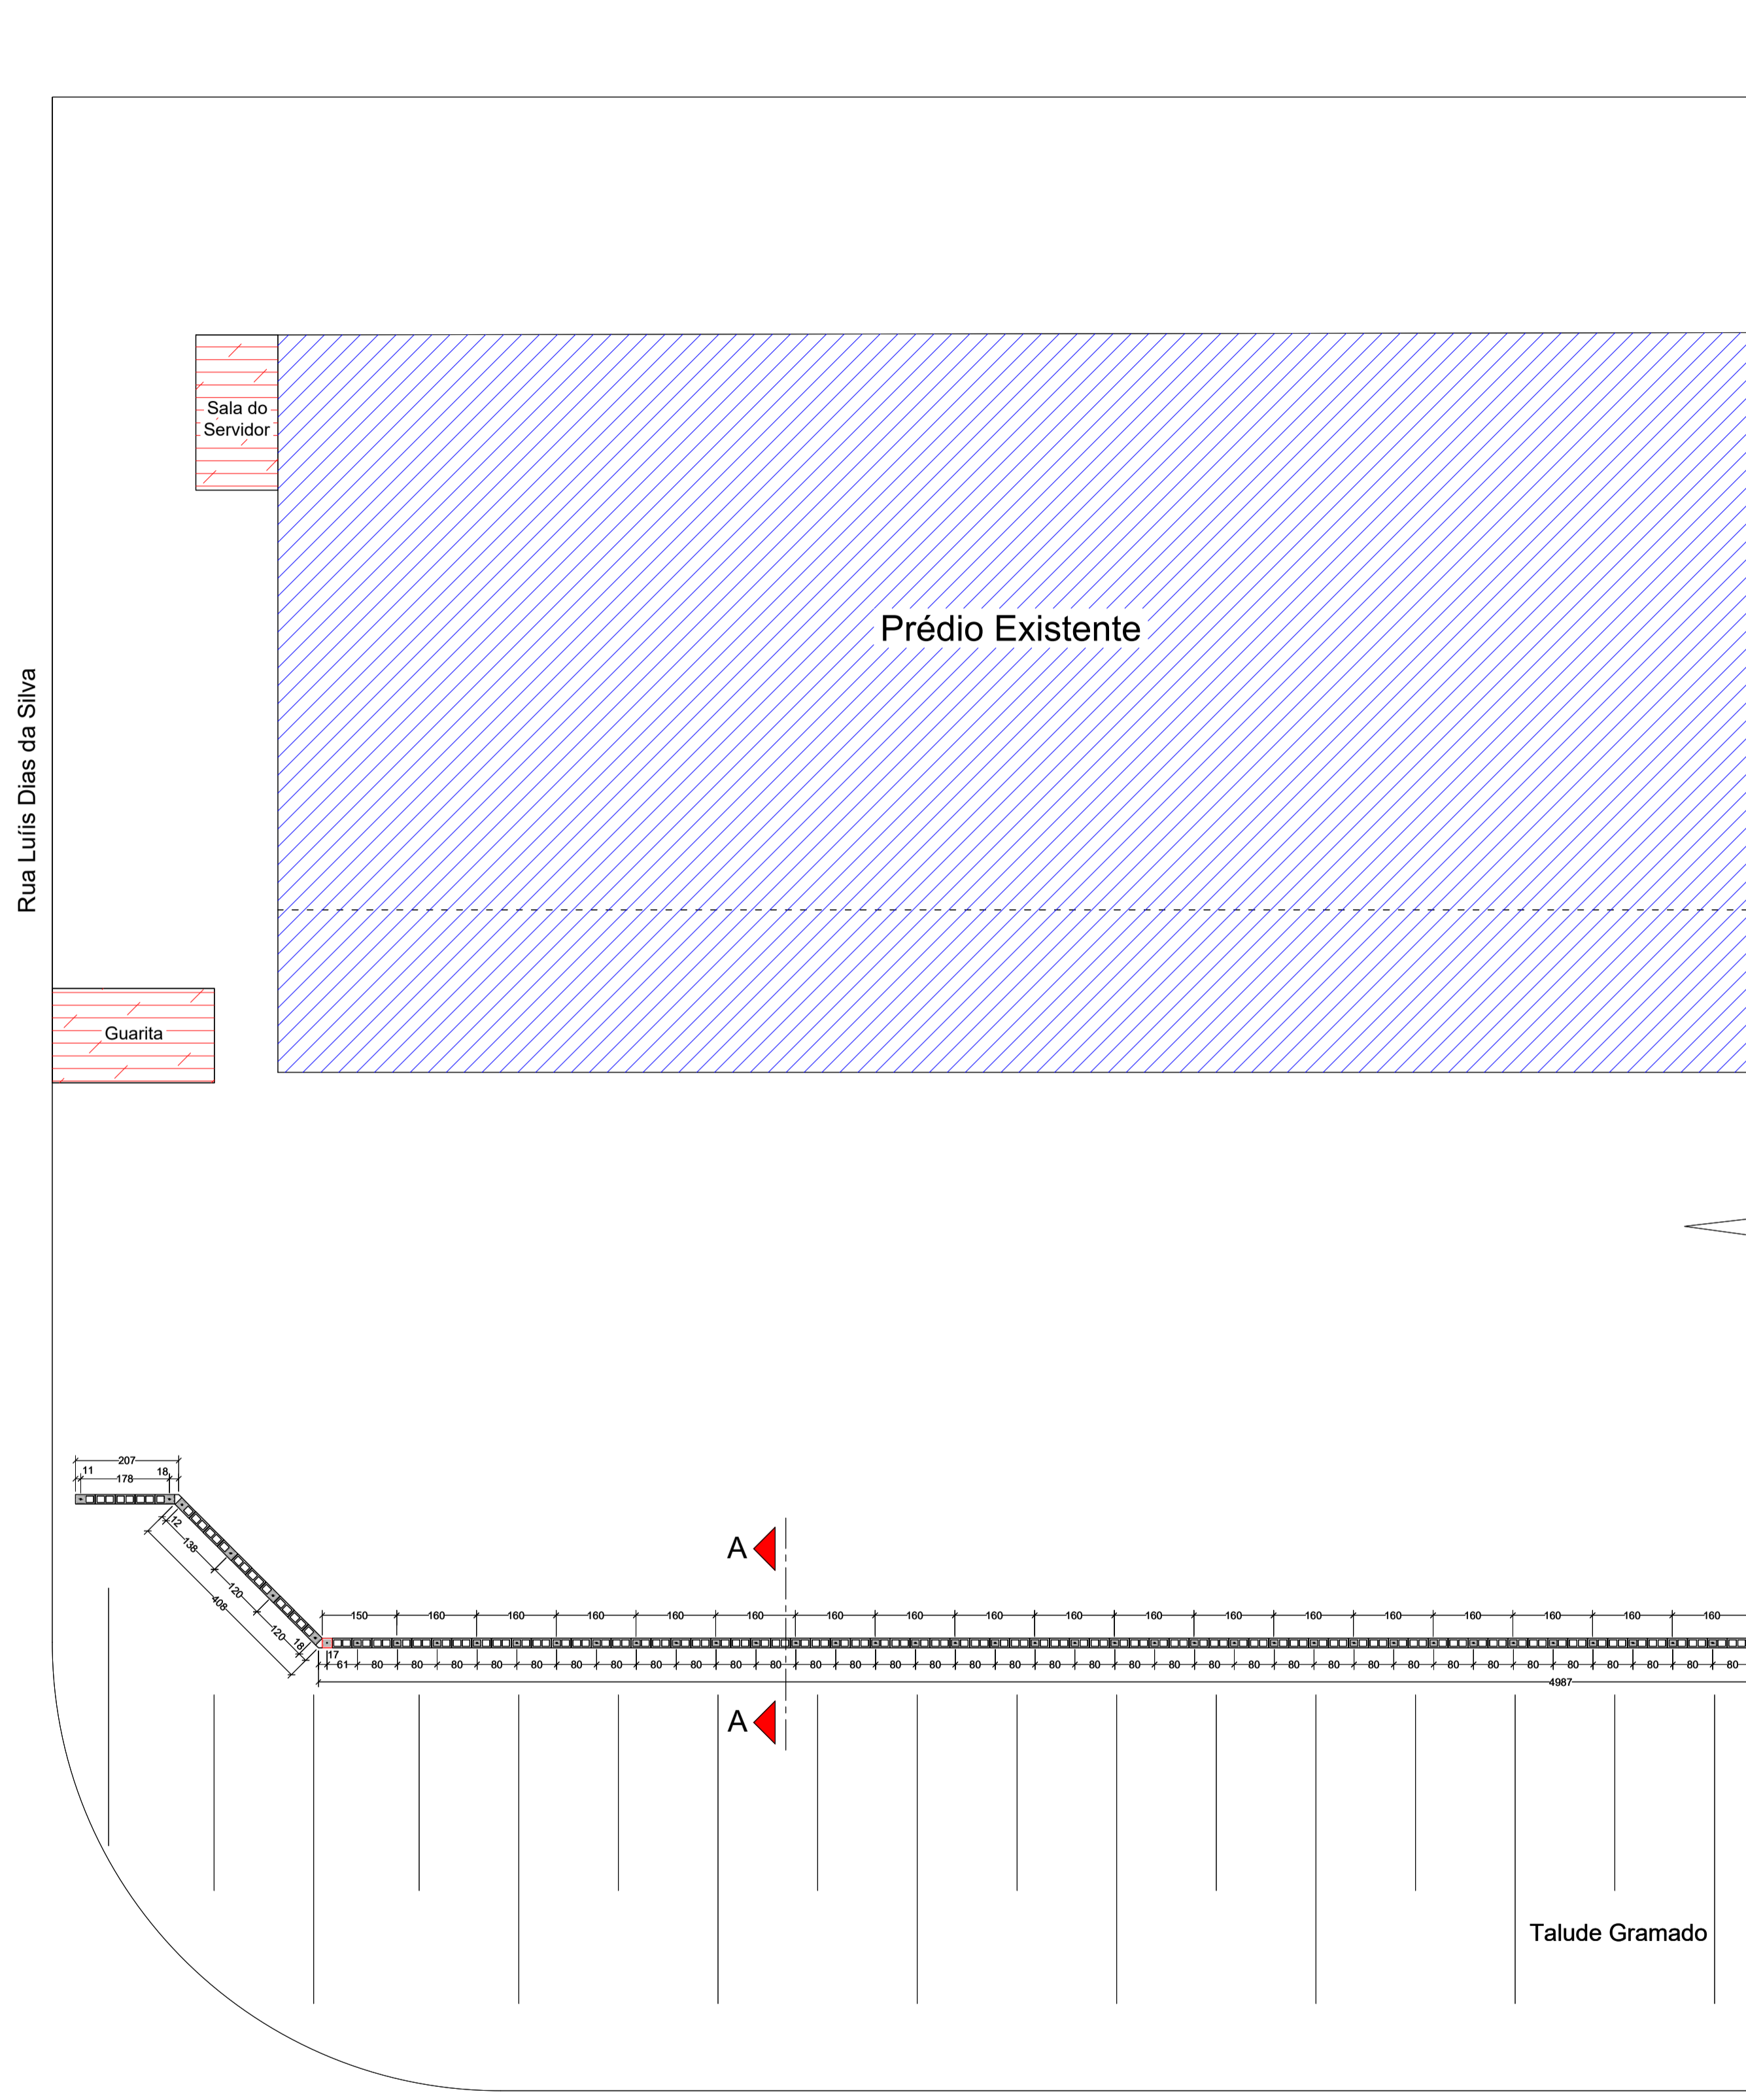 Sala do
Servidor
Prédio Existente
Rua Luíis Dias da Silva
Guarita
207
11 178 18
12
138
120
408
120
18
A
150 160 160 160 160 160 160 160 160 160 160 160 160 160 160 160 160 160
17
61 80 80 80 80 80 80 80 80 80 80 80 80 80 80 80 80 80 80 80 80 80 80 80 80 80 80 80 80 80 80 80 80 80 80 80
4987
A
Talude Gramado